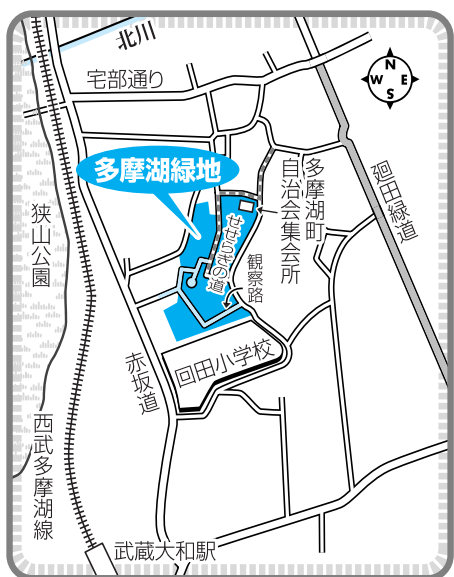 北川
宅部通り
N
W
E
S
多摩湖緑地
多摩湖町
自治会集会所
廻田緑道
狭山公園
せせらぎの道
観察路
赤坂道
回田小学校
西武多摩湖線
武蔵大和駅